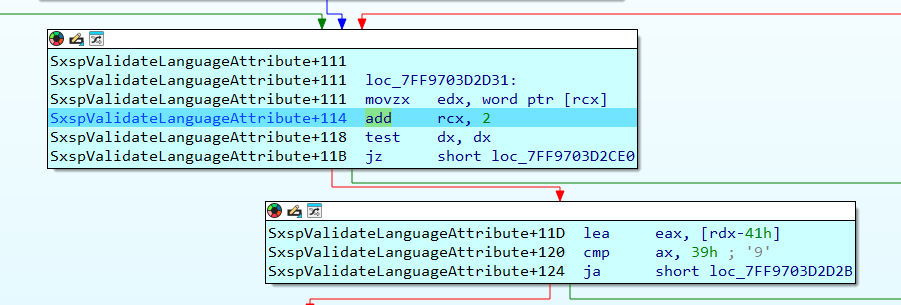 SxspValidateLanguageAttribute+111
SxspValidateLanguageAttribute+111 loc_7FF9703D2D31:
SxspValidateLanguageAttribute+111 movzx edx, word ptr [rcx]
SxspValidateLanguageAttribute+114 add rcx, 2
SxspValidateLanguageAttribute+118 test dx, dx
SxspValidateLanguageAttribute+11B jz short loc_7FF9703D2CE0
SxspValidateLanguageAttribute+11D lea eax, [rdx-41h]
SxspValidateLanguageAttribute+120 cmp ax, 39h ; '9'
SxspValidateLanguageAttribute+124 ja short loc_7FF9703D2D2B